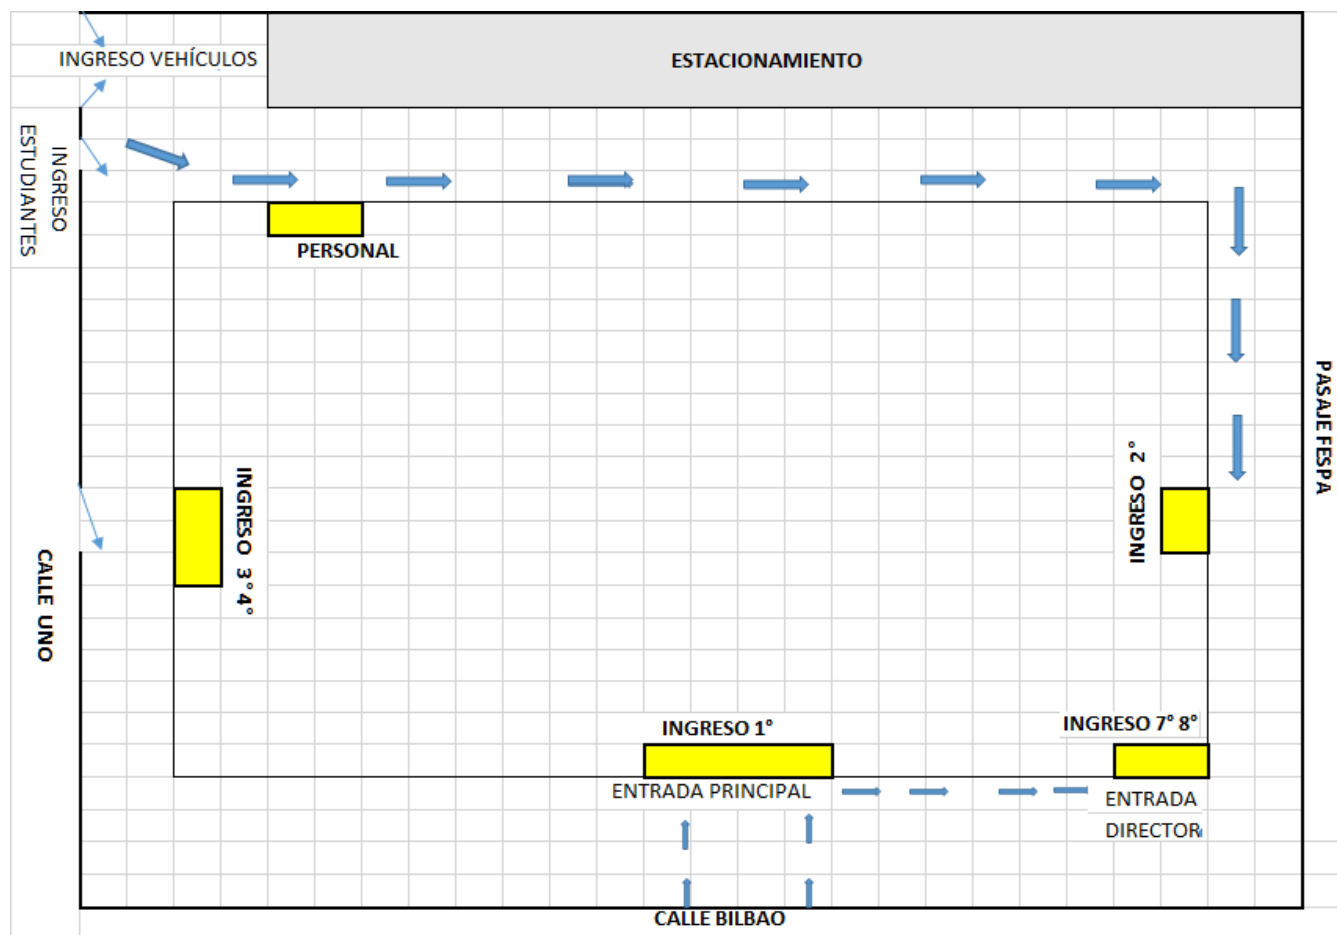 INGRESO VEHÍCULOS
ESTACIONAMIENTO
INGRESO
ESTUDIANTES
PERSONAL
PASAJE FESPA
INGRESO 2°
INGRESO 3° 4°
CALLE UNO
INGRESO 1°
INGRESO 7° 8°
ENTRADA PRINCIPAL
ENTRADA
DIRECTOR
CALLE BILBAO